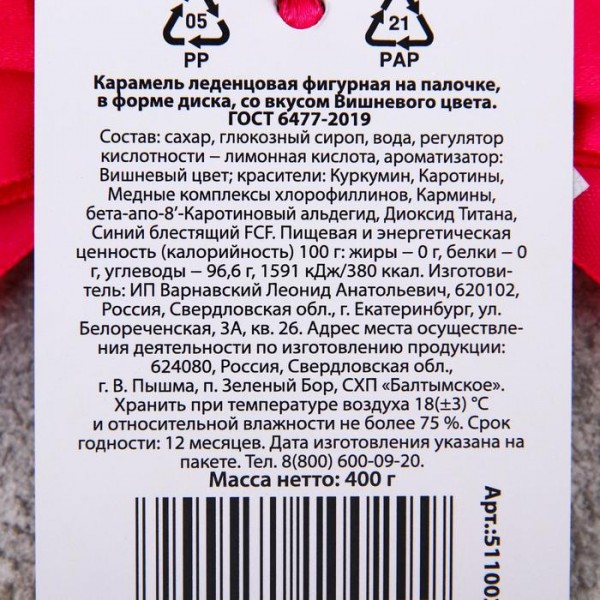 05 21
PP PAP
Карамель леденцовая фигурная на палочке,
в форме диска, со вкусом Вишневого цвета.
ГОСТ 6477-2019
Состав: сахар, глюкозный сироп, вода, регулятор
кислотности – лимонная кислота, ароматизатор:
Вишневый цвет; красители: Куркумин, Каротины,
Медные комплексы хлорофиллинов, Кармины,
бета-апо-8’-Каротиновый альдегид, Диоксид Титана,
Синий блестящий FCF. Пищевая и энергетическая
ценность (калорийность) 100 г: жиры – 0 г, белки – 0
г, углеводы – 96,6 г, 1591 кДж/380 ккал. Изготови-
тель: ИП Варнавский Леонид Анатольевич, 620102,
Россия, Свердловская обл., г. Екатеринбург, ул.
Белореченская, 3А, кв. 26. Адрес места осуществле-
ния деятельности по изготовлению продукции:
624080, Россия, Свердловская обл.,
г. В. Пышма, п. Зеленый Бор, СХП “Балтымское”.
Хранить при температуре воздуха 18(±3) °С
и относительной влажности не более 75 %. Срок
годности: 12 месяцев. Дата изготовления указана на
пакете. Тел. 8(800) 600-09-20.
Масса нетто: 400 г
Арт.:51100